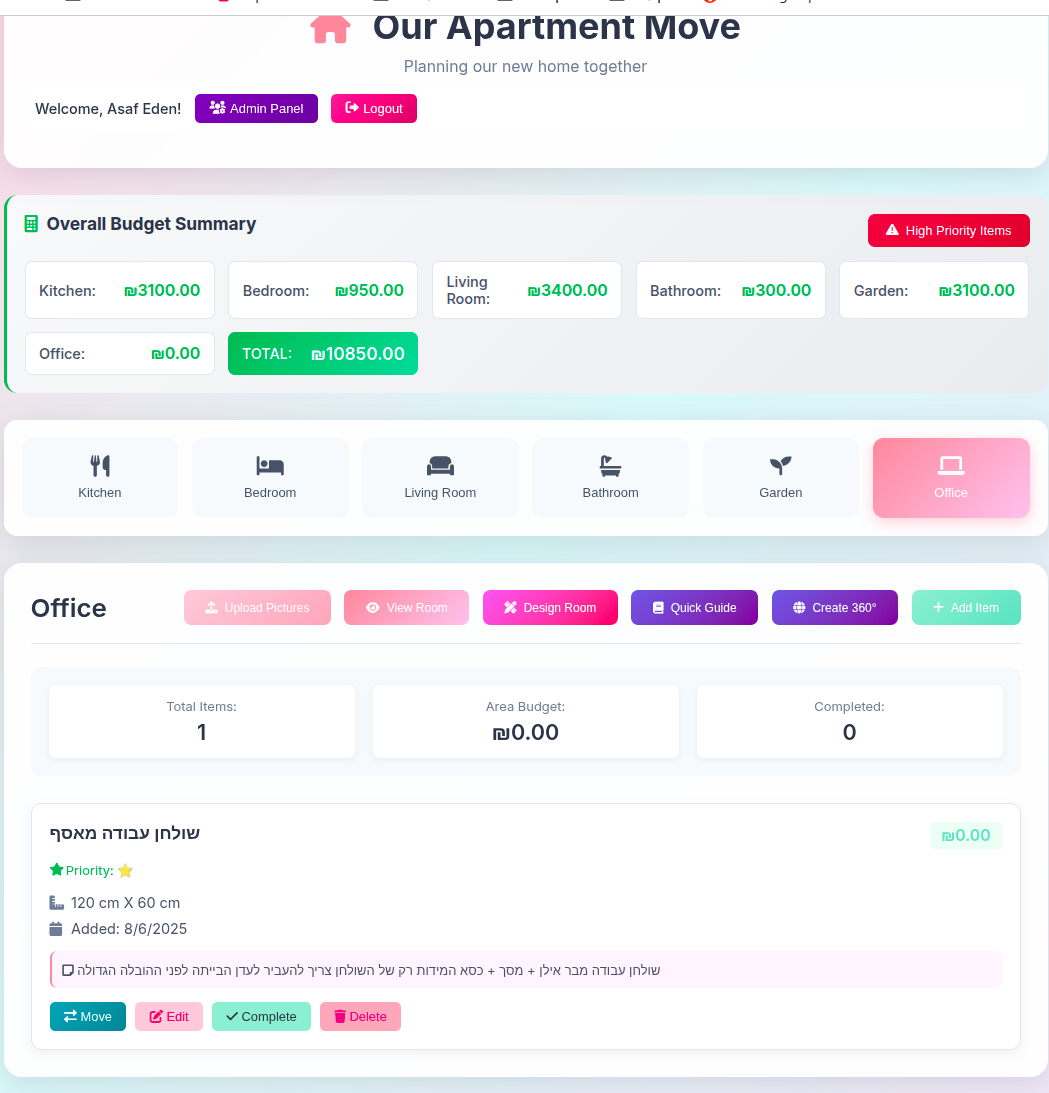 Our Apartment Move
Planning our new home together
Welcome, Asaf Eden!
Admin Panel
Logout
Overall Budget Summary
High Priority Items
Kitchen: ₪3100.00
Bedroom: ₪950.00
Living Room: ₪3400.00
Bathroom: ₪300.00
Garden: ₪3100.00
Office: ₪0.00
TOTAL: ₪10850.00
Kitchen
Bedroom
Living Room
Bathroom
Garden
Office
Office
Upload Pictures
View Room
Design Room
Quick Guide
Create 360°
Add Item
Total Items:
1
Area Budget:
₪0.00
Completed:
0
שולחן עבודה מאסף
₪0.00
Priority: ⭐
120 cm X 60 cm
Added: 8/6/2025
שולחן עבודה מבר אילן + מסך + כסא המידות רק של השולחן צריך להעביר לעדן הבייתה לפני ההובלה הגדולה
Move
Edit
Complete
Delete